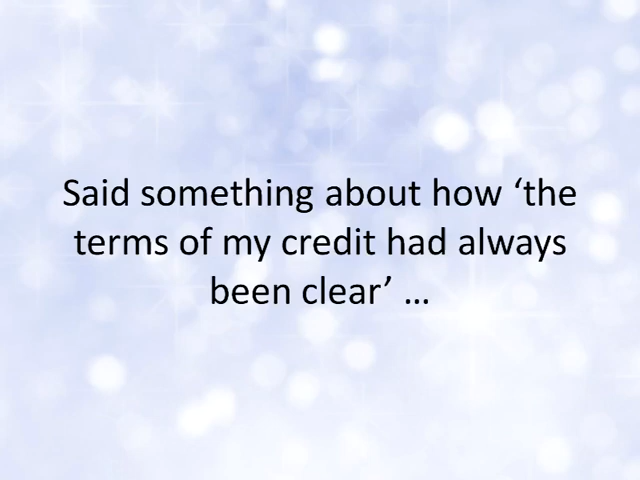 Said something about how ‘the
terms of my credit had always
been clear’ …